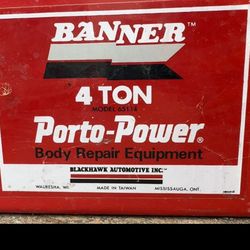 BANNER™
4 TON
MODEL 65114
Porto-Power®
Body Repair Equipment
BLACKHAWK AUTOMOTIVE INC.™
WAUKESHA, WI. MADE IN TAIWAN MISSISSAUGA, ONT.